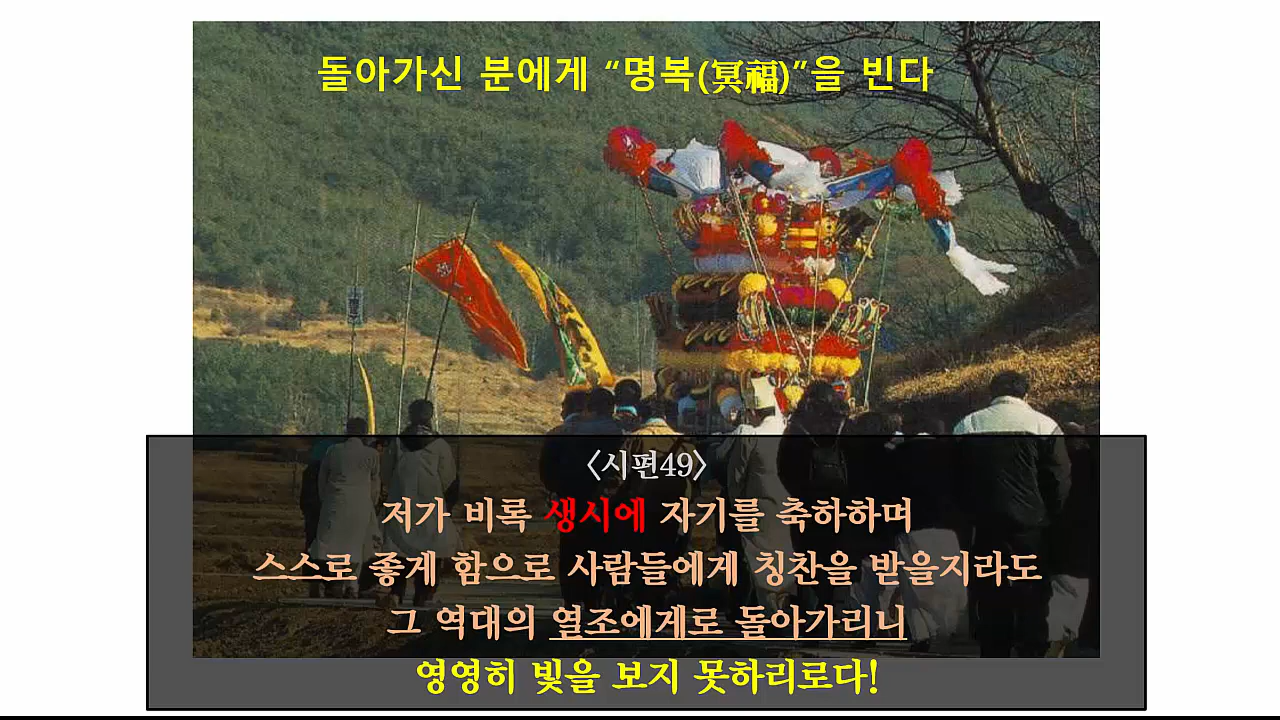 돌아가신 분에게 “명복(冥福)”을 빈다
〈시편49〉
저가 비록 생시에 자기를 축하하며
스스로 좋게 함으로 사람들에게 칭찬을 받을지라도
그 역대의 열조에게로 돌아가리니
영영히 빛을 보지 못하리로다!